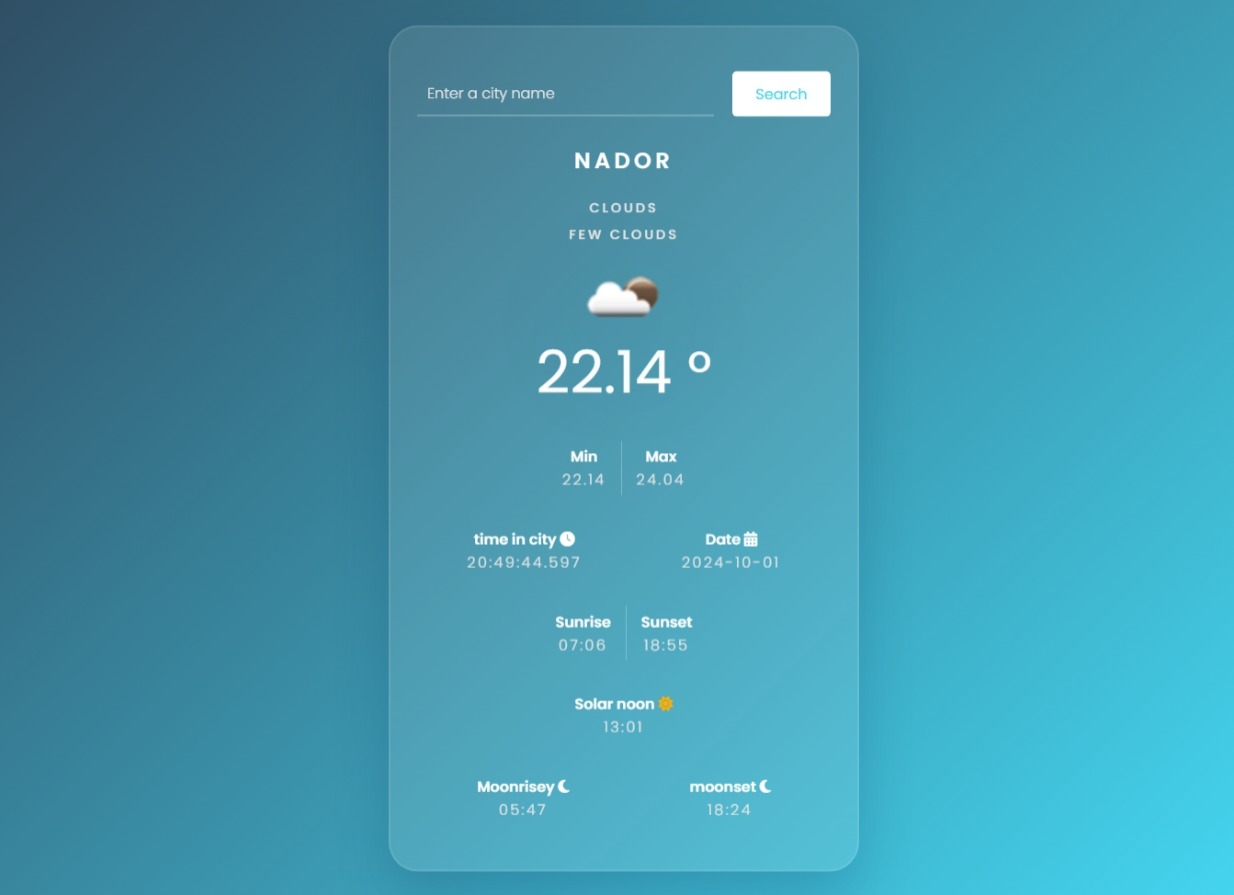 Enter a city name
Search
NADOR
CLOUDS
FEW CLOUDS
22.14 °
Min
Max
22.14
24.04
time in city
Date
20:49:44.597
2024-10-01
Sunrise
Sunset
07:06
18:55
Solar noon
13:01
Moonrisey
moonset
05:47
18:24